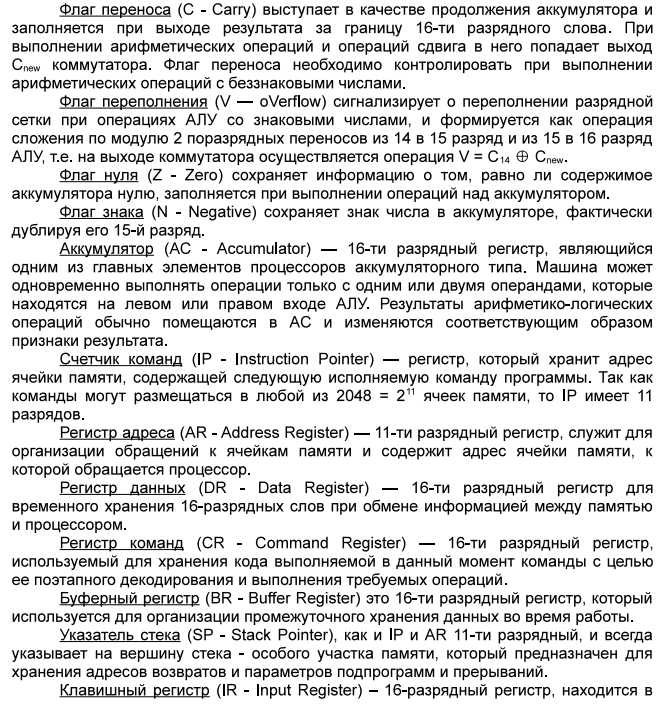 Флаг переноса (C - Carry) выступает в качестве продолжения аккумулятора и
заполняется при выходе результата за границу 16-ти разрядного слова. При
выполнении арифметических операций и операций сдвига в него попадает выход
Cnew коммутатора. Флаг переноса необходимо контролировать при выполнении
арифметических операций с беззнаковыми числами.
Флаг переполнения (V — oVerflow) сигнализирует о переполнении разрядной
сетки при операциях АЛУ со знаковыми числами, и формируется как операция
сложения по модулю 2 поразрядных переносов из 14 в 15 разряд и из 15 в 16 разряд
АЛУ, т.е. на выходе коммутатора осуществляется операция V = C₁₄ ⊕ Cnew.
Флаг нуля (Z - Zero) сохраняет информацию о том, равно ли содержимое
аккумулятора нулю, заполняется при выполнении операций над аккумулятором.
Флаг знака (N - Negative) сохраняет знак числа в аккумуляторе, фактически
дублируя его 15-й разряд.
Аккумулятор (AC - Accumulator) — 16-ти разрядный регистр, являющийся
одним из главных элементов процессоров аккумуляторного типа. Машина может
одновременно выполнять операции только с одним или двумя операндами, которые
находятся на левом или правом входе АЛУ. Результаты арифметико-логических
операций обычно помещаются в АС и изменяются соответствующим образом
признаки результата.
Счетчик команд (IP - Instruction Pointer) — регистр, который хранит адрес
ячейки памяти, содержащей следующую исполняемую команду программы. Так как
команды могут размещаться в любой из 2048 = 2¹¹ ячеек памяти, то IP имеет 11
разрядов.
Регистр адреса (AR - Address Register) — 11-ти разрядный регистр, служит для
организации обращений к ячейкам памяти и содержит адрес ячейки памяти, к
которой обращается процессор.
Регистр данных (DR - Data Register) — 16-ти разрядный регистр для
временного хранения 16-разрядных слов при обмене информацией между памятью
и процессором.
Регистр команд (CR - Command Register) — 16-ти разрядный регистр,
используемый для хранения кода выполняемой в данный момент команды с целью
ее поэтапного декодирования и выполнения требуемых операций.
Буферный регистр (BR - Buffer Register) это 16-ти разрядный регистр, который
используется для организации промежуточного хранения данных во время работы.
Указатель стека (SP - Stack Pointer), как и IP и AR 11-ти разрядный, и всегда
указывает на вершину стека - особого участка памяти, который предназначен для
хранения адресов возвратов и параметров подпрограмм и прерываний.
Клавишный регистр (IR - Input Register) – 16-разрядный регистр, находится в